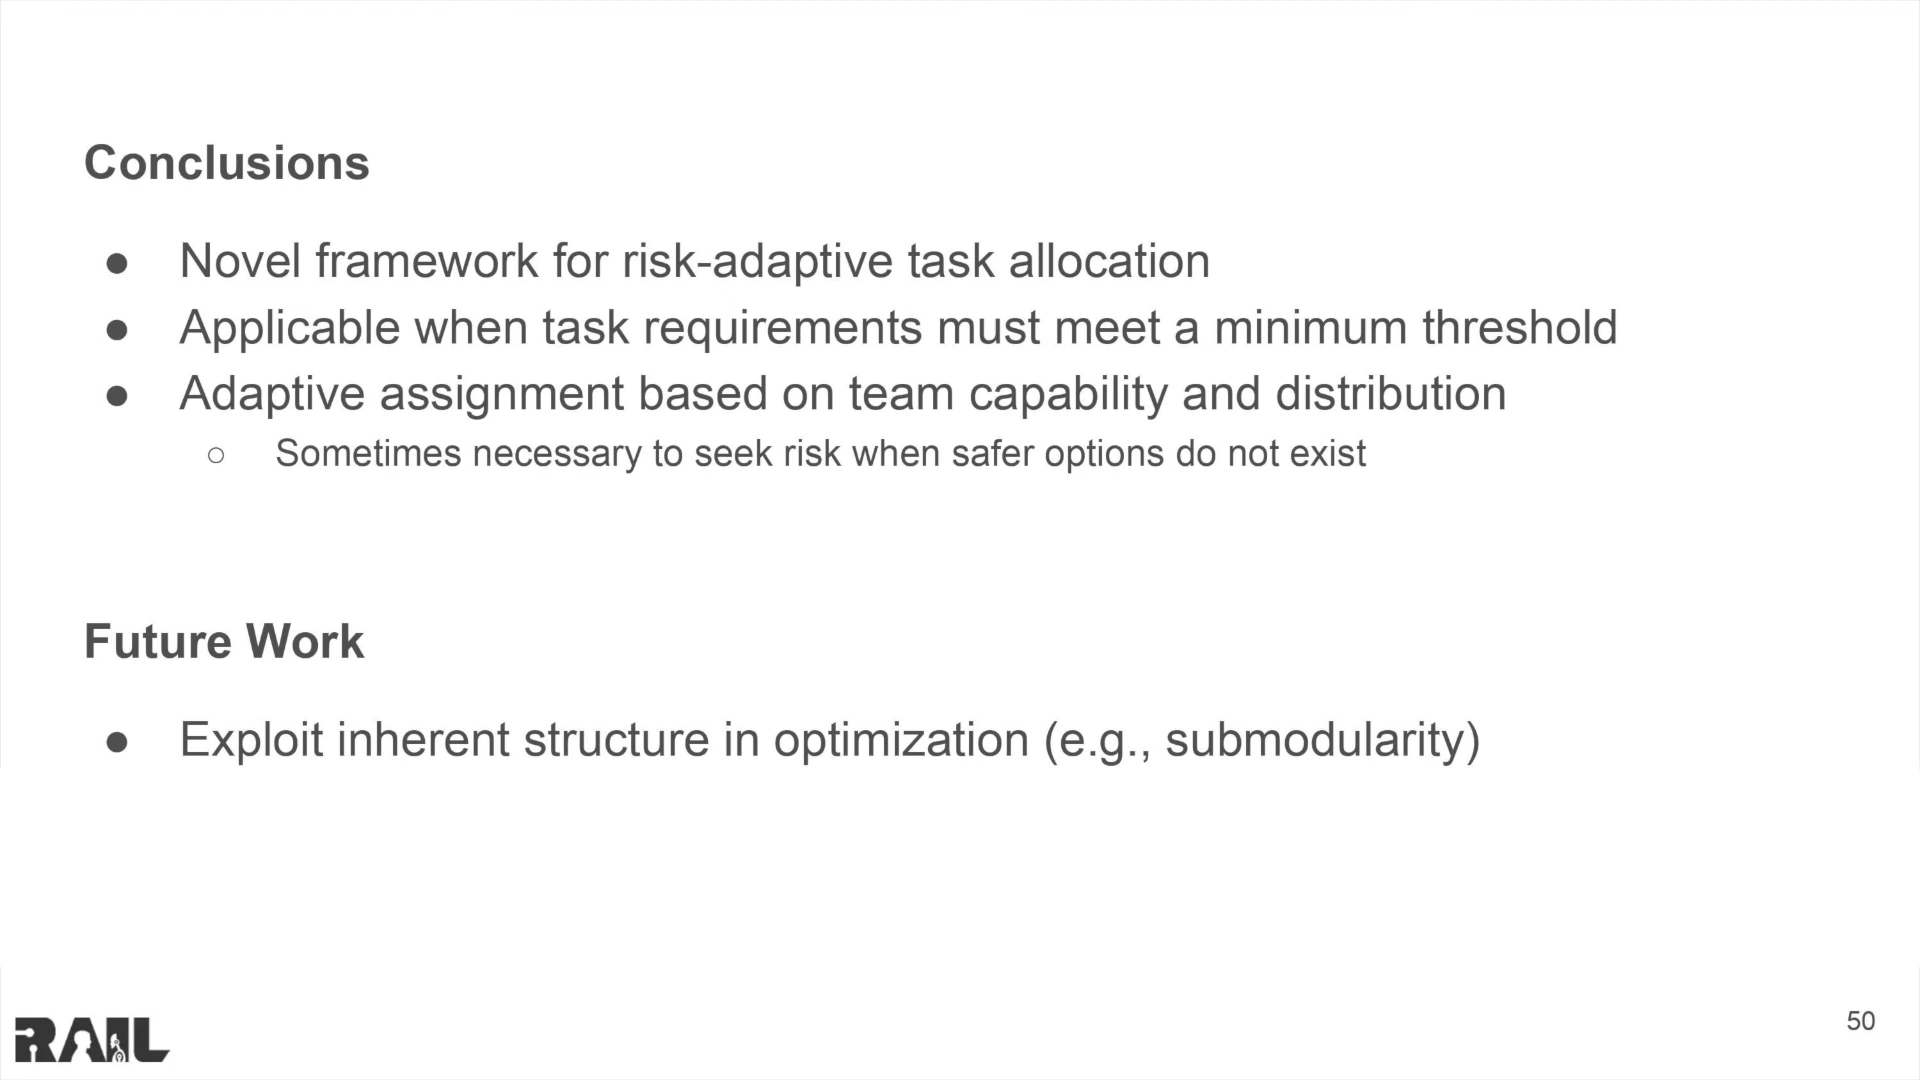 Conclusions
● Novel framework for risk-adaptive task allocation
● Applicable when task requirements must meet a minimum threshold
● Adaptive assignment based on team capability and distribution
○ Sometimes necessary to seek risk when safer options do not exist
Future Work
● Exploit inherent structure in optimization (e.g., submodularity)
RAIL
50